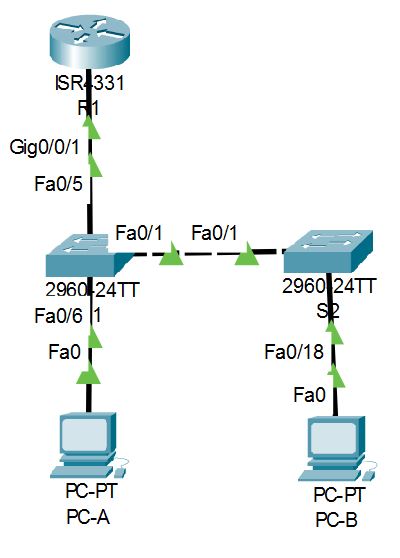 ISR4331
R1
Gig0/0/1
Fa0/5
Fa0/1 Fa0/1
2960-24TT 2960-24TT
S2
Fa0/6 1
Fa0/18
Fa0
Fa0
PC-PT PC-PT
PC-A PC-B